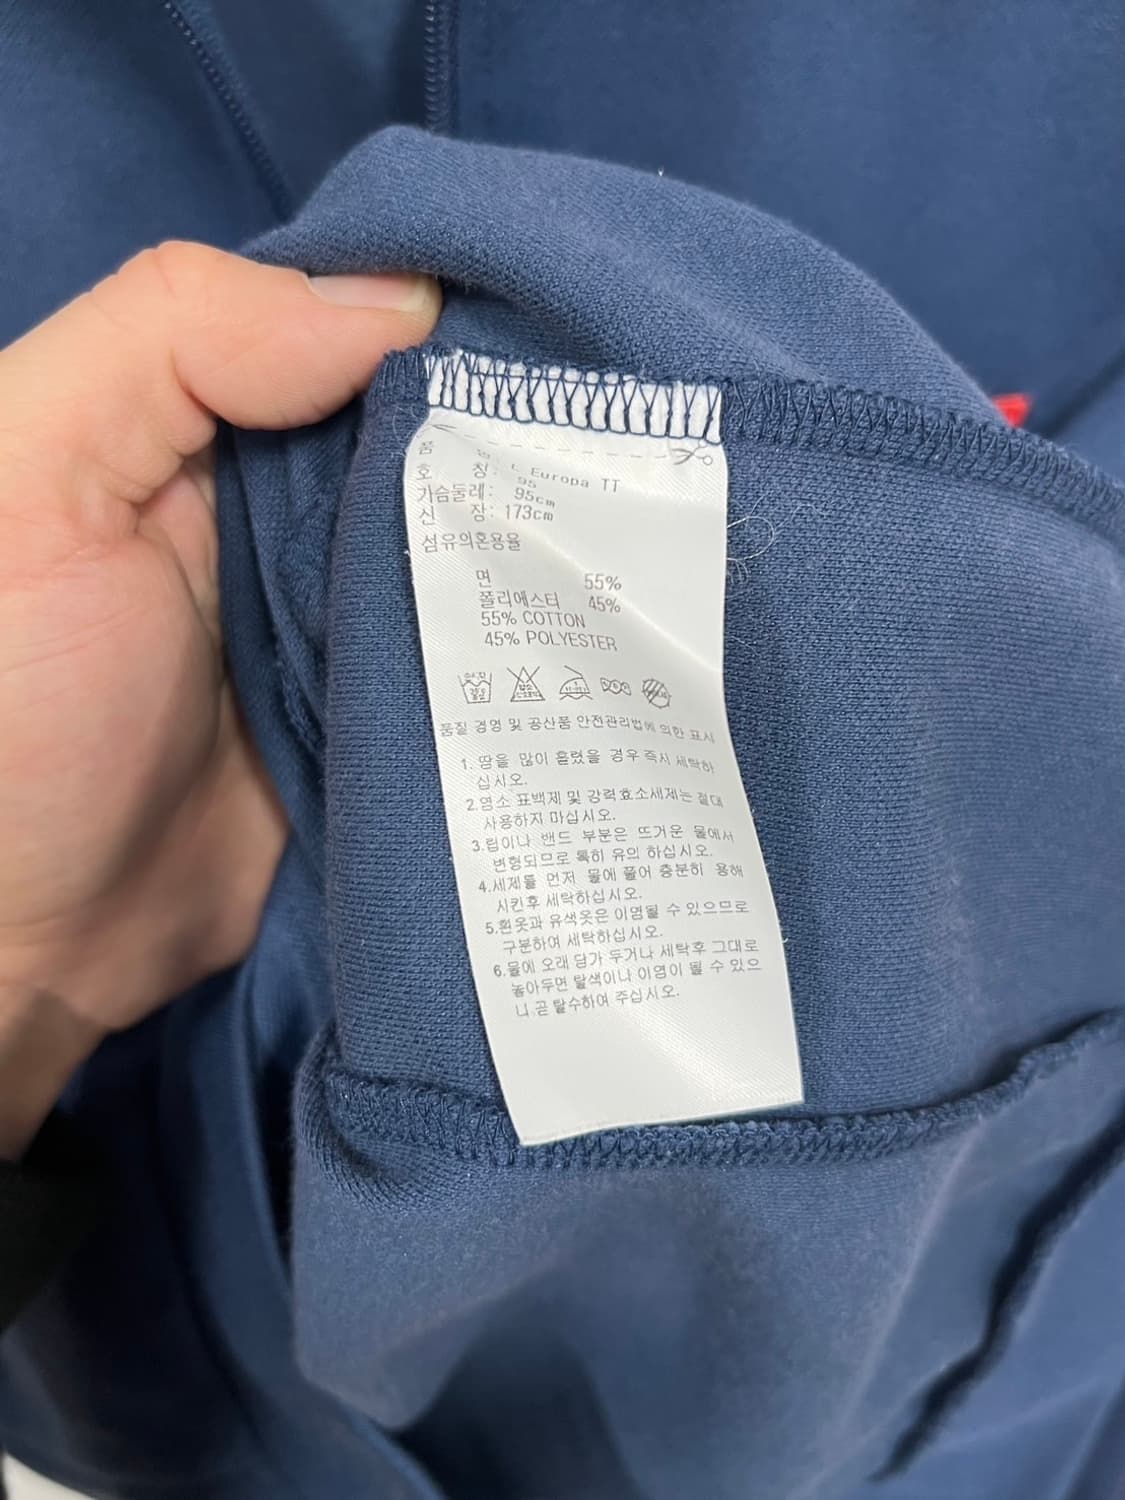 품 명: L Europa TT
호 칭: 95
가슴둘레: 95cm
신 장: 173cm
섬유의혼용율
면 55%
폴리에스터 45%
55% COTTON
45% POLYESTER
품질 경영 및 공산품 안전관리법에 의한 표시
1. 땀을 많이 흘렸을 경우 즉시 세탁하
십시오.
2.염소 표백제 및 강력효소세제는 절대
사용하지 마십시오.
3.립이나 밴드 부분은 뜨거운 물에서
변형되므로 특히 유의 하십시오.
4.세제를 먼저 물에 풀어 충분히 용해
시킨후 세탁하십시오.
5.흰옷과 유색옷은 이염될 수 있으므로
구분하여 세탁하십시오.
6.물에 오래 담가 두거나 세탁후 그대로
놓아두면 탈색이나 이염이 될 수 있으
니 곧 탈수하여 주십시오.